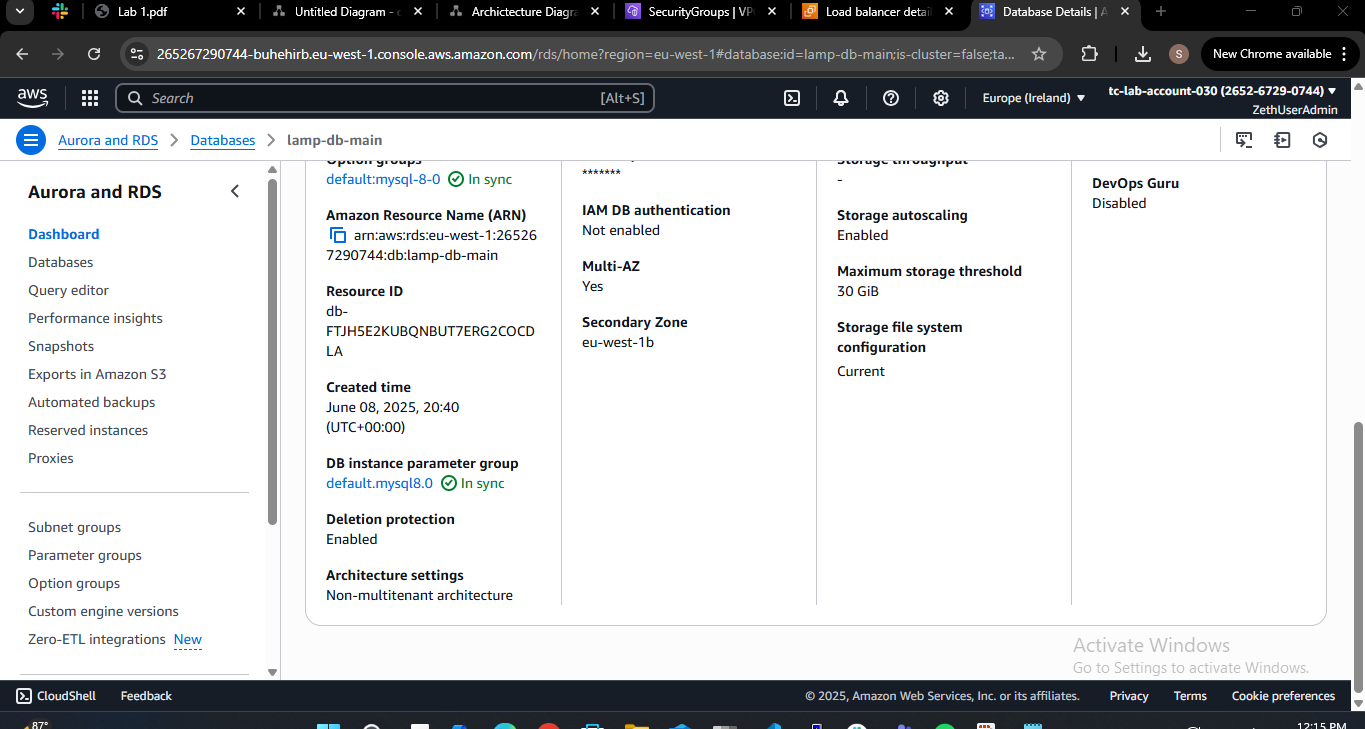 Lab 1.pdf
Untitled Diagram -
Archictecture Diagra
SecurityGroups | VP
Load balancer detail
Database Details | A
265267290744-buhehirb.eu-west-1.console.aws.amazon.com/rds/home?region=eu-west-1#database:id=lamp-db-main;is-cluster=false;ta...
S
New Chrome available
aws
Search
[Alt+S]
Europe (Ireland)
tc-lab-account-030 (2652-6729-0744)
ZethUserAdmin
Aurora and RDS
Databases
lamp-db-main
Aurora and RDS
Dashboard
Databases
Query editor
Performance insights
Snapshots
Exports in Amazon S3
Automated backups
Reserved instances
Proxies
Subnet groups
Parameter groups
Option groups
Custom engine versions
Zero-ETL integrations New
Option groups
default:mysql-8-0 In sync
Amazon Resource Name (ARN)
arn:aws:rds:eu-west-1:26526
7290744:db:lamp-db-main
Resource ID
db-
FTJH5E2KUBQNBUT7ERG2COCD
LA
Created time
June 08, 2025, 20:40
(UTC+00:00)
DB instance parameter group
default.mysql8.0 In sync
Deletion protection
Enabled
Architecture settings
Non-multitenant architecture
*******
IAM DB authentication
Not enabled
Multi-AZ
Yes
Secondary Zone
eu-west-1b
Storage throughput
-
Storage autoscaling
Enabled
Maximum storage threshold
30 GiB
Storage file system
configuration
Current
DevOps Guru
Disabled
Activate Windows
Go to Settings to activate Windows.
CloudShell
Feedback
© 2025, Amazon Web Services, Inc. or its affiliates.
Privacy
Terms
Cookie preferences
87°
12:15 PM